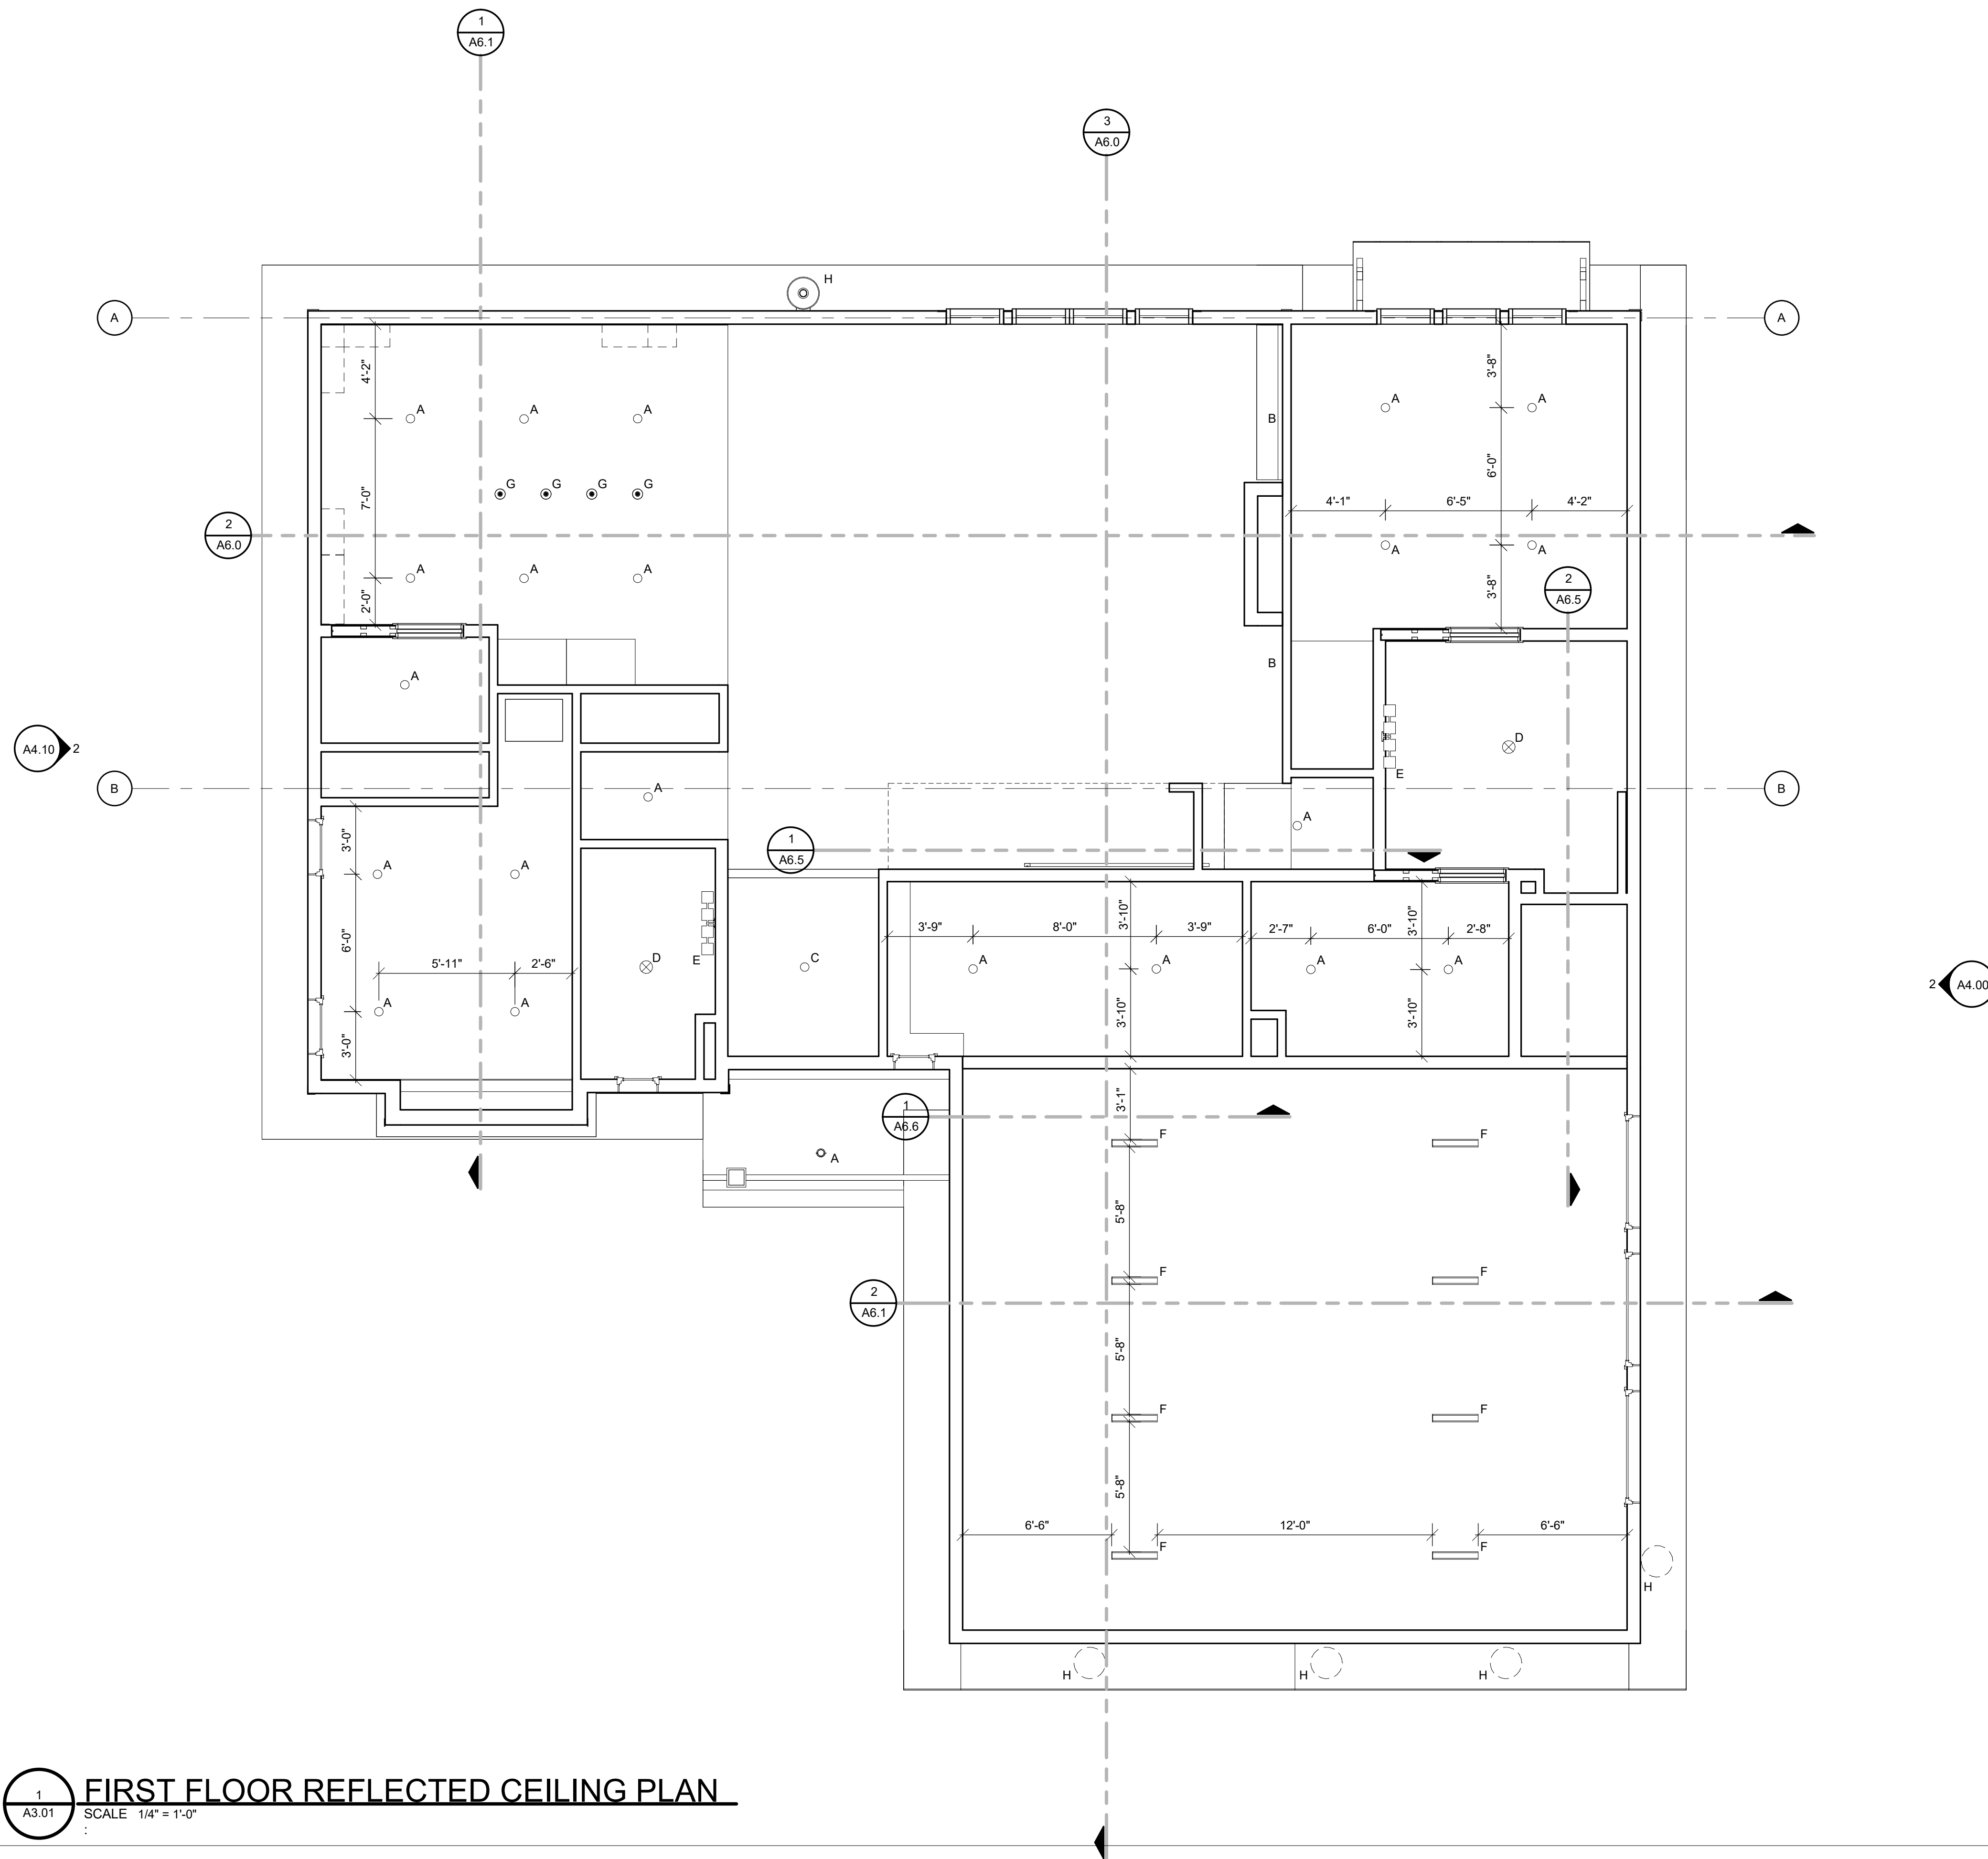 1
A6.1
3
A6.0
H
A
A
4'-2"
3'-8"
A
A
A
A
A
B
7'-0"
6'-0"
G
G
G
G
4'-1"
6'-5"
4'-2"
2
A6.0
A
A
A
A
A
2'-0"
3'-8"
2
A6.5
A
B
D
A4.10
2
E
B
A
B
3'-0"
1
A6.5
A
A
A
3'-10"
3'-10"
3'-9"
8'-0"
3'-9"
2'-7"
6'-0"
2'-8"
6'-0"
5'-11"
2'-6"
E
D
C
A
A
A
A
2
A4.00
A
A
3'-10"
3'-10"
3'-0"
3'-1"
1
A6.6
F
F
A
5'-8"
F
F
2
A6.1
5'-8"
F
F
5'-8"
6'-6"
12'-0"
6'-6"
F
F
H
H
H
H
1
A3.01
FIRST FLOOR REFLECTED CEILING PLAN
SCALE 1/4" = 1'-0"
: